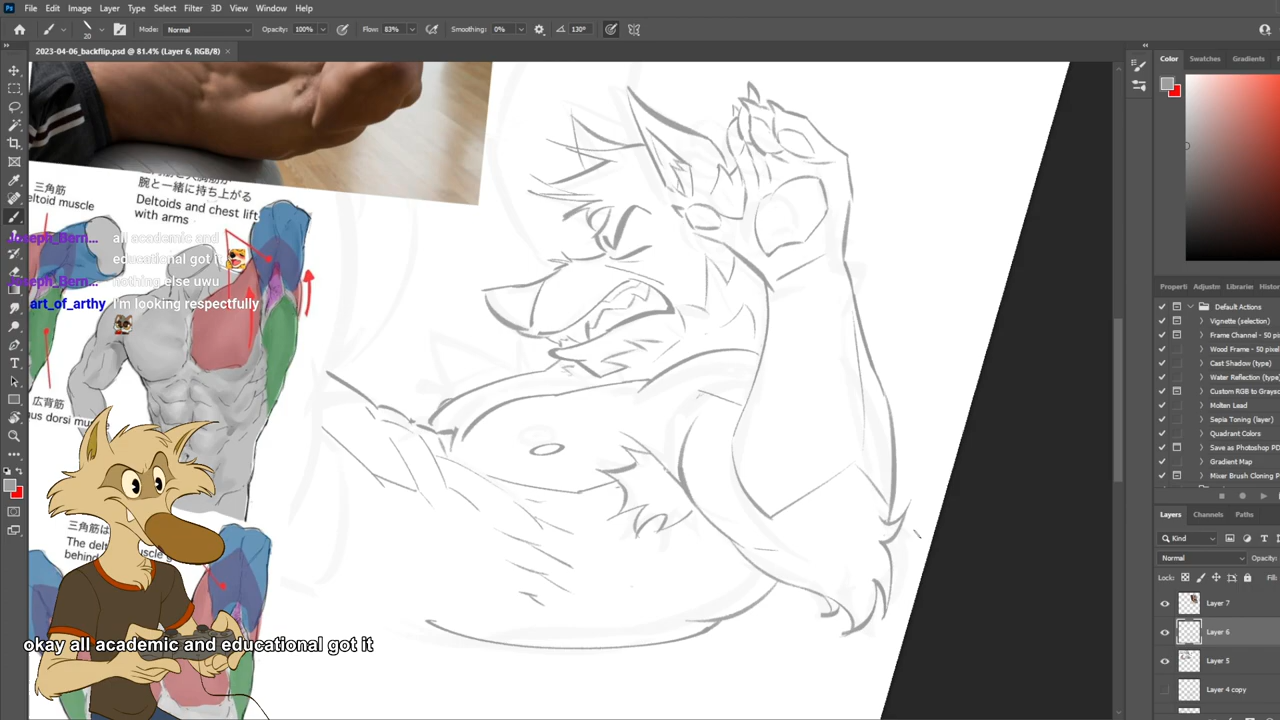 File Edit Image Layer Type Select Filter 3D View Window Help
20 Mode: Normal Opacity: 100% Flow: 83% Smoothing: 0% 130°
2023-04-06_backflip.psd @ 81.4% (Layer 6, RGB/8)
Color Swatches Gradients
三角筋
eltoid muscle
腕と一緒に持ち上がる
Deltoids and chest lift
with arms
Joseph_Bern... all academic and
educational got it
Joseph_Bern... nothing else uwu
art_of_arthy I'm looking respectfully
広背筋
us dorsi mus
三角筋は
The delt
behind
okay all academic and educational got it
Properti Adjustm Libraries Histor
Default Actions
Vignette (selection)
Frame Channel - 50 pix
Wood Frame - 50 pixel
Cast Shadow (type)
Water Reflection (type)
Custom RGB to Graysc
Molten Lead
Sepia Toning (layer)
Quadrant Colors
Save as Photoshop PD
Gradient Map
Mixer Brush Cloning P
Layers Channels Paths
Kind
Normal Opacity:
Lock: Fill:
Layer 7
Layer 6
Layer 5
Layer 4 copy